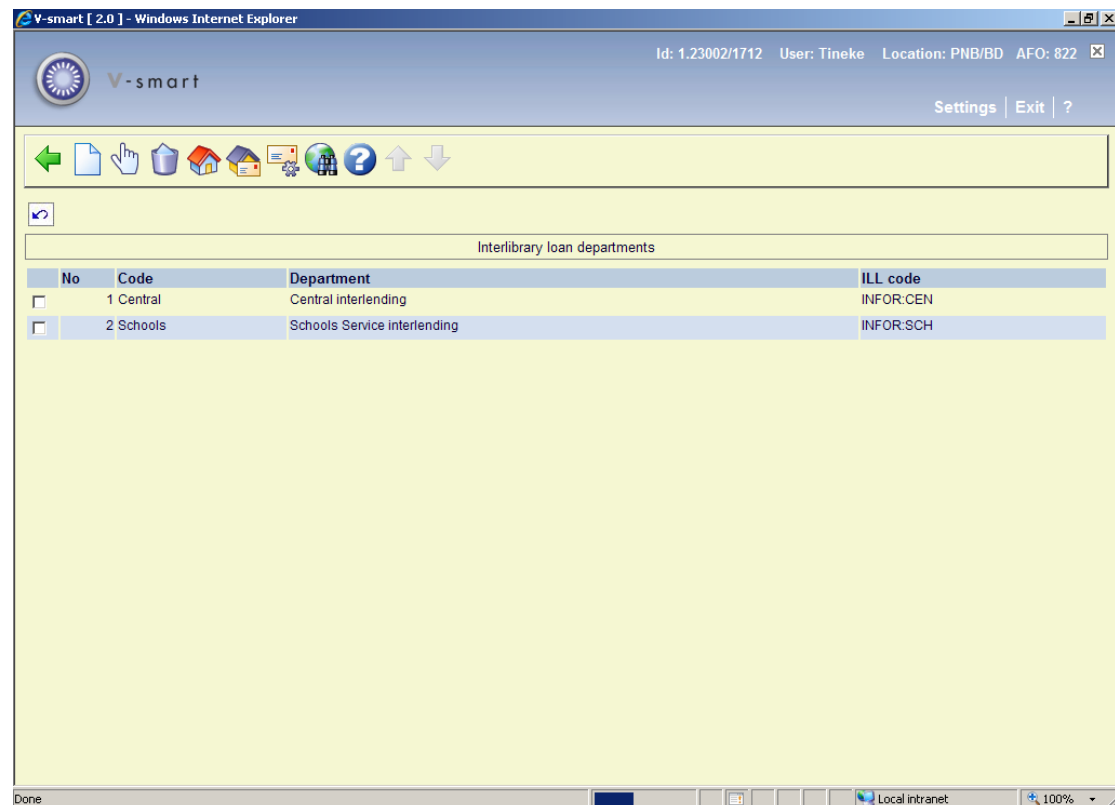 V-smart [ 2.0 ] - Windows Internet Explorer
Id: 1.23002/1712 User: Tineke Location: PNB/BD AFO: 822
V-smart
Settings | Exit | ?
Interlibrary loan departments
No Code Department ILL code
1 Central Central interlending INFOR:CEN
2 Schools Schools Service interlending INFOR:SCH
Done Local intranet 100%